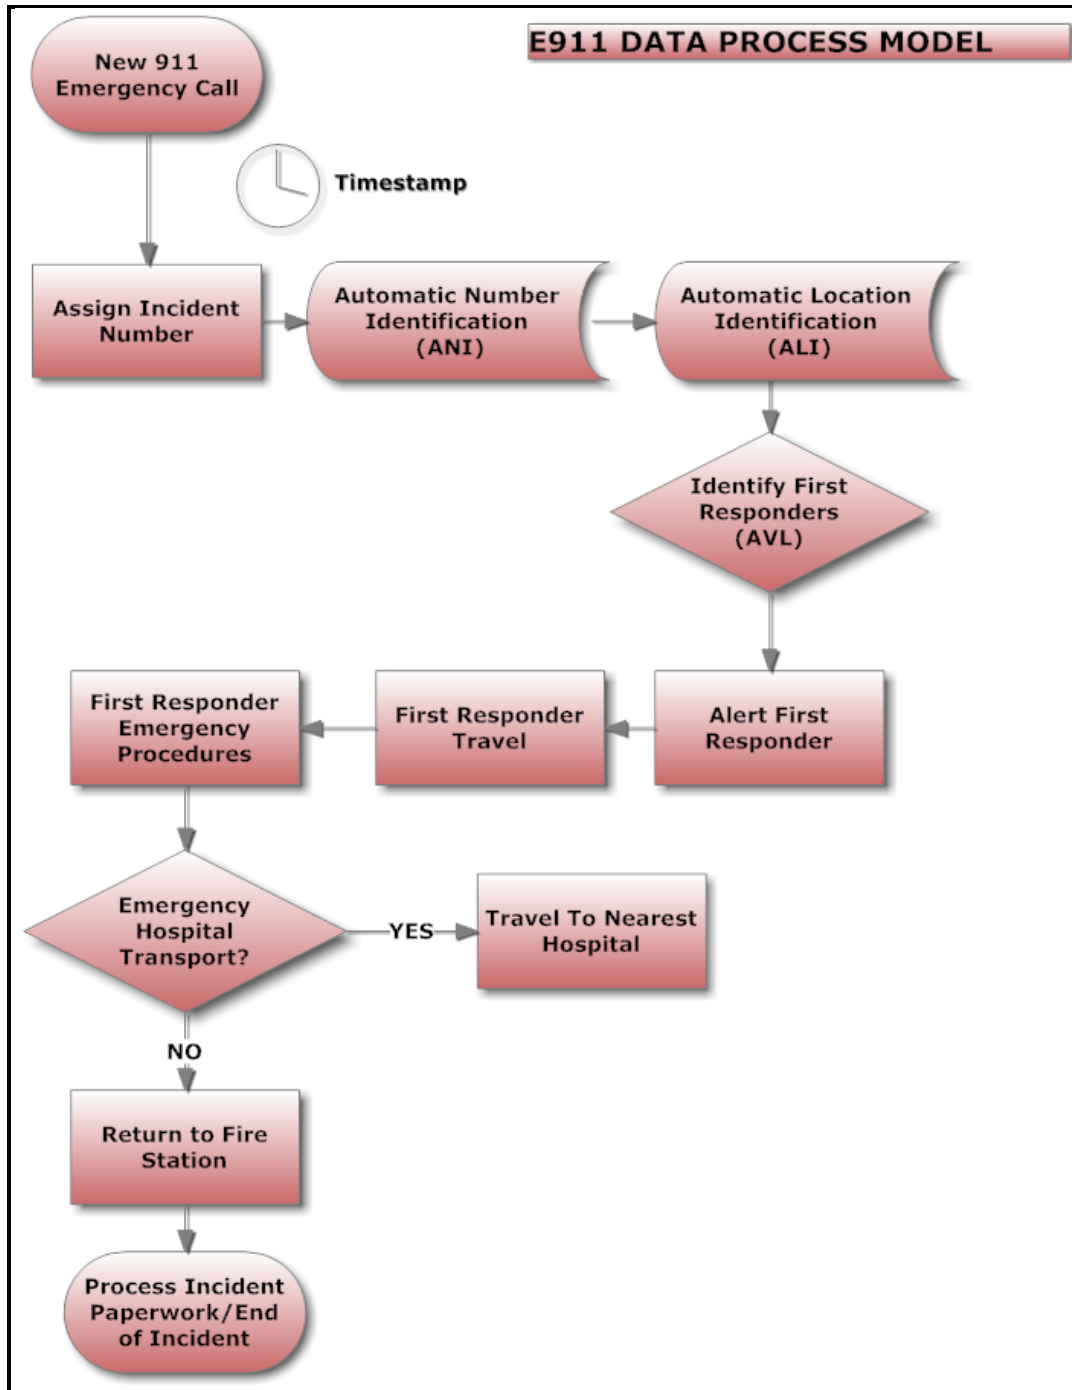 E911 DATA PROCESS MODEL
New 911
Emergency Call
Timestamp
Assign Incident
Number
Automatic Number
Identification
(ANI)
Automatic Location
Identification
(ALI)
Identify First
Responders
(AVL)
Alert First
Responder
First Responder
Travel
First Responder
Emergency
Procedures
Emergency
Hospital
Transport?
YES
Travel To Nearest
Hospital
NO
Return to Fire
Station
Process Incident
Paperwork/End
of Incident